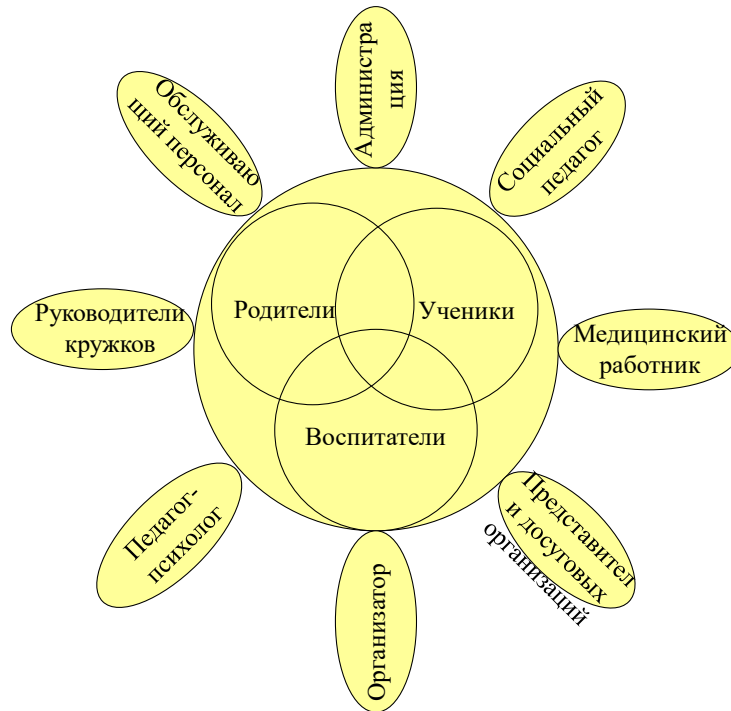 Администра
ция
Обслуживаю
щий персонал
Социальный
педагог
Родители
Ученики
Руководители
кружков
Медицинский
работник
Воспитатели
Педагог-
психолог
Представител
и досуговых
организаций
Организатор